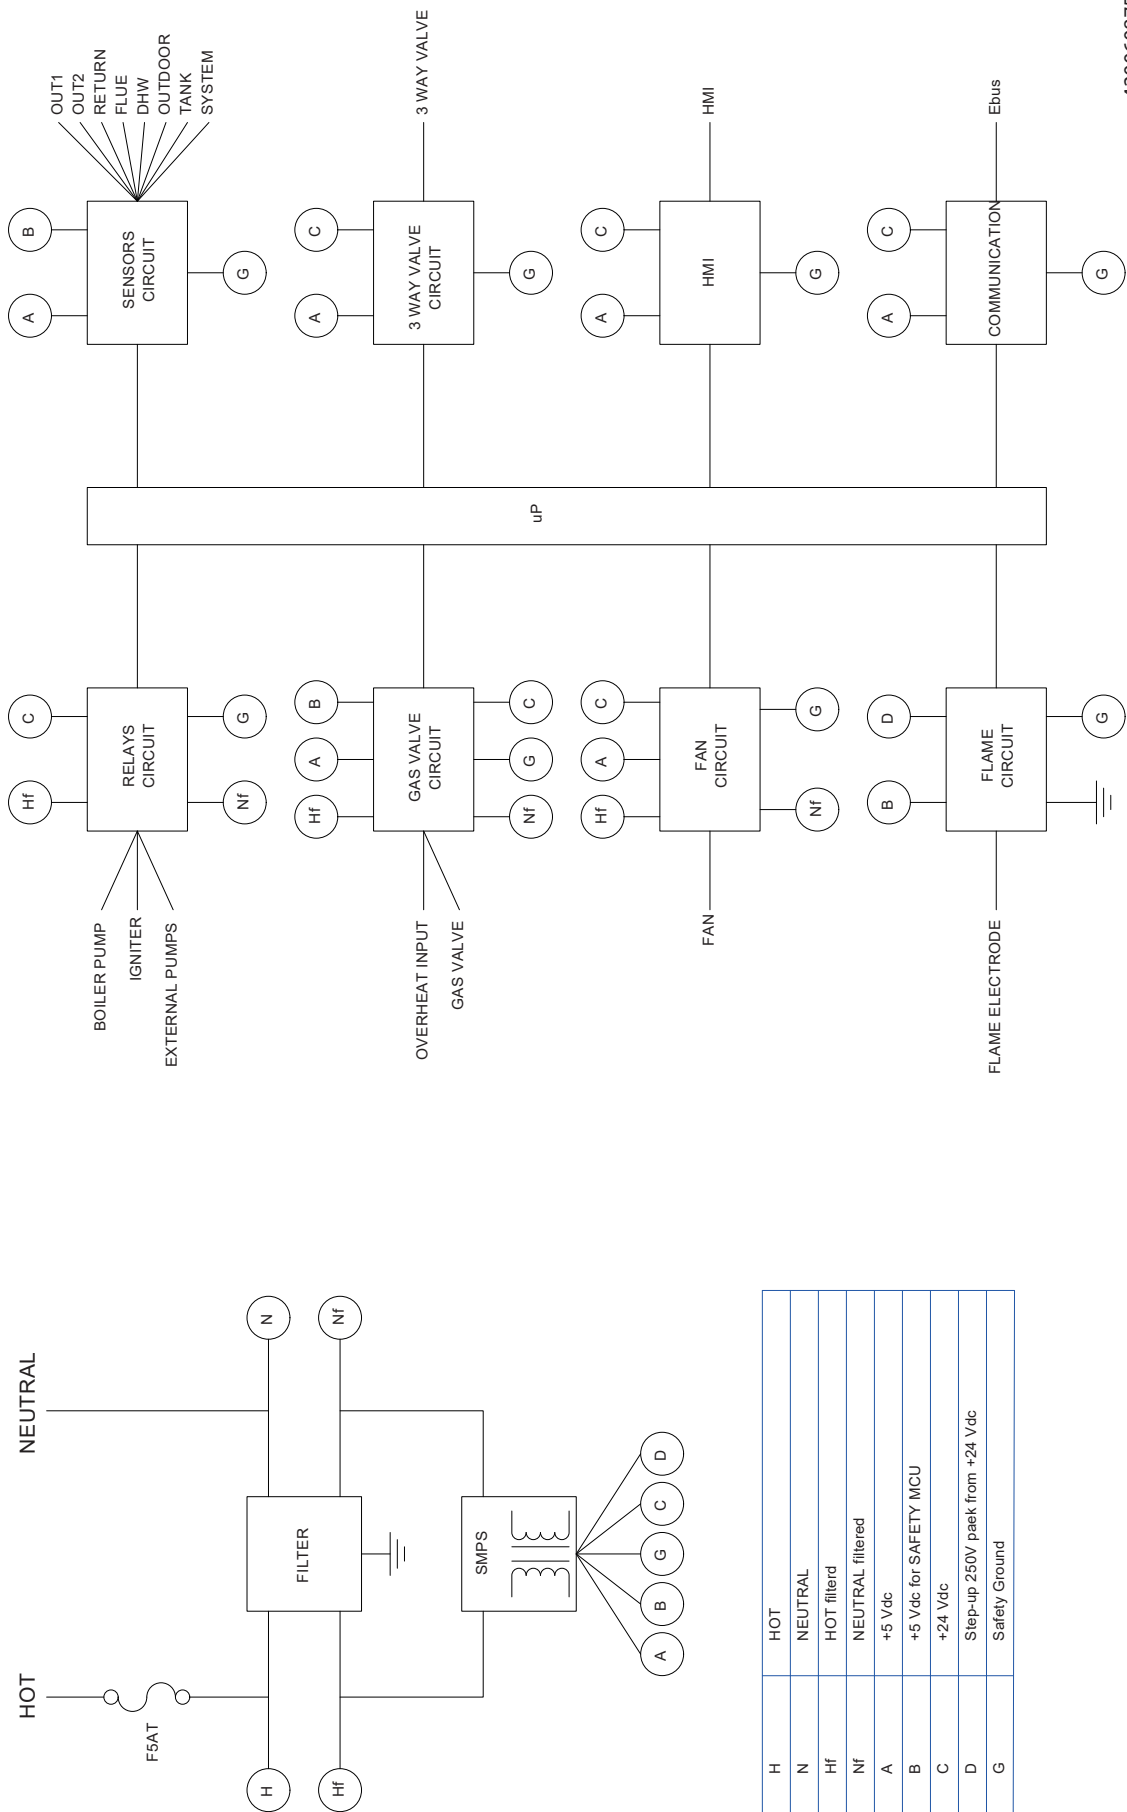 HOT
NEUTRAL
F5AT
H
FILTER
N
Hf
Nf
SMPS
A
B
G
C
D
H HOT
N NEUTRAL
Hf HOT filterd
Nf NEUTRAL filtered
A +5 Vdc
B +5 Vdc for SAFETY MCU
C +24 Vdc
D Step-up 250V paek from +24 Vdc
G Safety Ground
Hf
C
BOILER PUMP
IGNITER
EXTERNAL PUMPS
RELAYS
CIRCUIT
Nf
G
Hf
A
B
OVERHEAT INPUT
GAS VALVE
GAS VALVE
CIRCUIT
Nf
G
C
Hf
A
C
FAN
FAN
CIRCUIT
Nf
G
B
D
FLAME ELECTRODE
FLAME
CIRCUIT
G
uP
A
B
SENSORS
CIRCUIT
G
OUT1
OUT2
RETURN
FLUE
DHW
OUTDOOR
TANK
SYSTEM
A
C
3 WAY VALVE
CIRCUIT
G
3 WAY VALVE
A
C
HMI
G
HMI
A
C
COMMUNICATION
G
Ebus